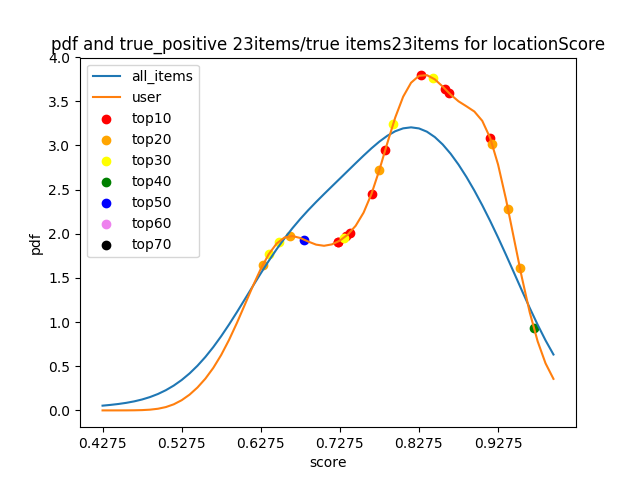 pdf and true_positive 23items/true items23items for locationScore
4.0
3.5
3.0
2.5
2.0
1.5
1.0
0.5
0.0
pdf
all_items
user
top10
top20
top30
top40
top50
top60
top70
0.4275 0.5275 0.6275 0.7275 0.8275 0.9275
score